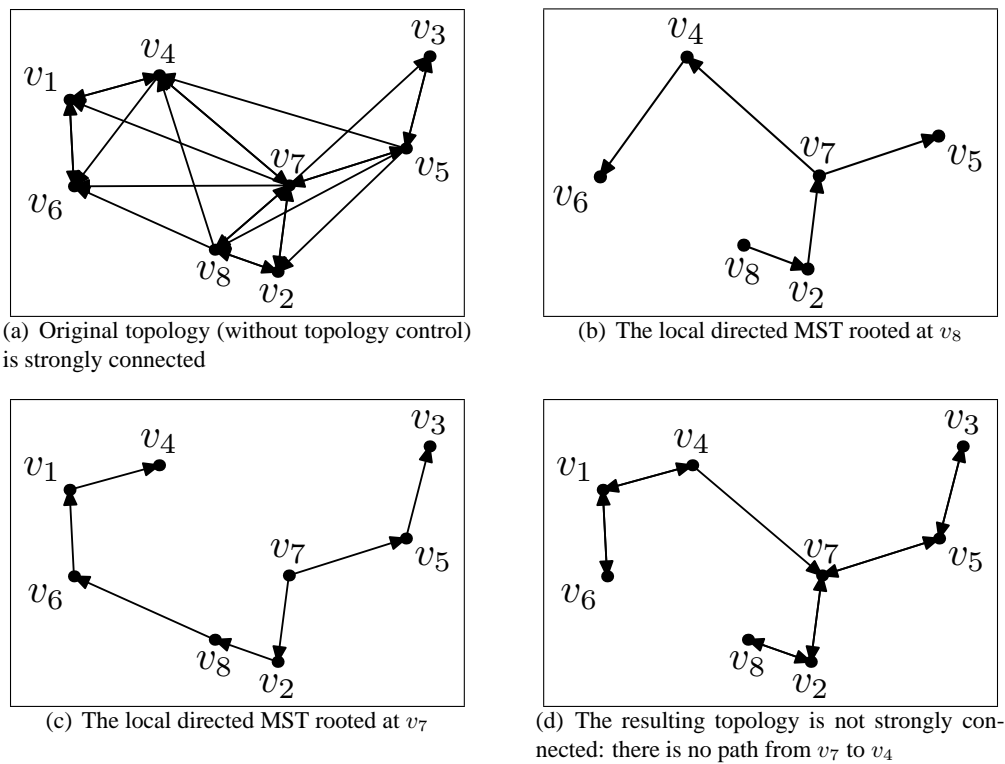 v3
v4
v1
v7
v5
v6
v8
v2
(a) Original topology (without topology control)
is strongly connected
v4
v7
v5
v6
v8
v2
(b) The local directed MST rooted at v8
v3
v4
v1
v7
v5
v6
v8
v2
(c) The local directed MST rooted at v7
v3
v4
v1
v7
v5
v6
v8
v2
(d) The resulting topology is not strongly con-
nected: there is no path from v7 to v4